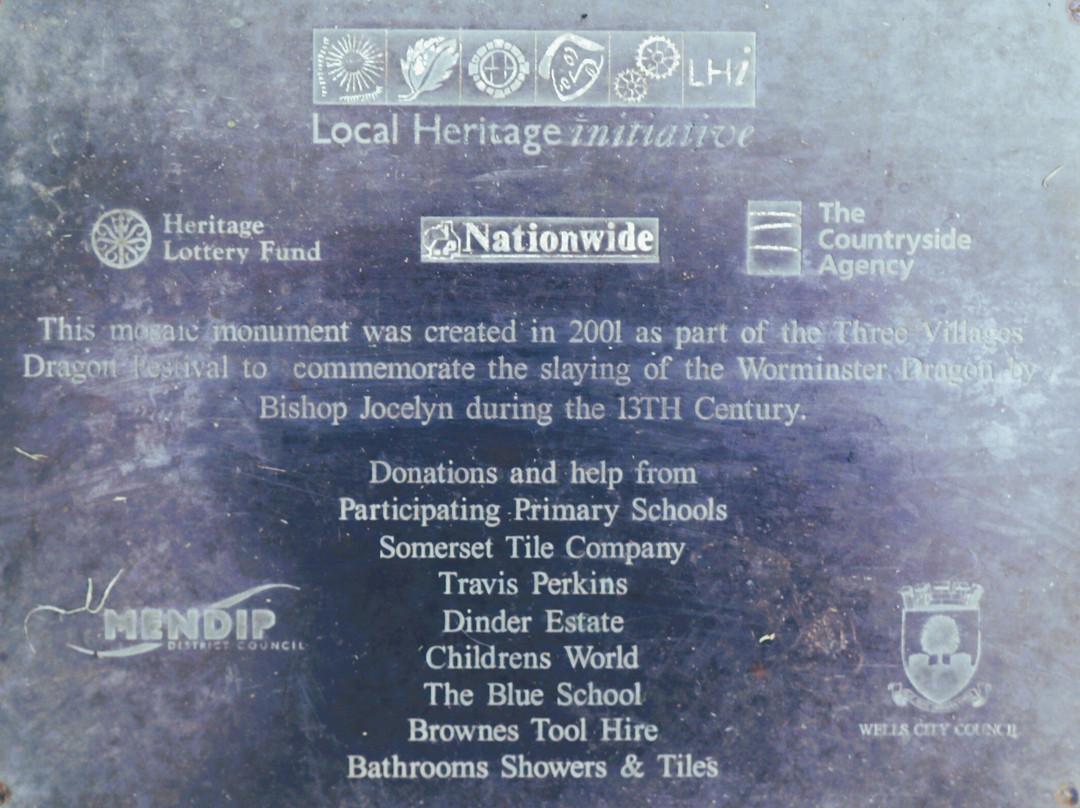 LHi
Local Heritage initiative
Heritage
Lottery Fund
Nationwide
The
Countryside
Agency
This mosaic monument was created in 2001 as part of the Three Villages
Dragon Festival to commemorate the slaying of the Worminster Dragon by
Bishop Jocelyn during the 13TH Century.
Donations and help from
Participating Primary Schools
Somerset Tile Company
Travis Perkins
Dinder Estate
Childrens World
The Blue School
Brownes Tool Hire
Bathrooms Showers & Tiles
MENDIP
DISTRICT COUNCIL
WELLS CITY COUNCIL